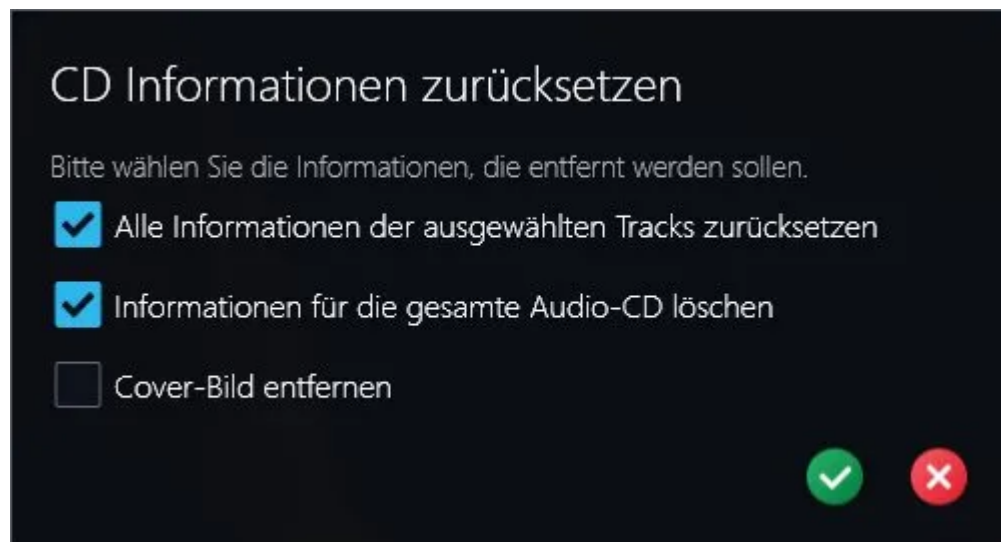 CD Informationen zurücksetzen
Bitte wählen Sie die Informationen, die entfernt werden sollen.
Alle Informationen der ausgewählten Tracks zurücksetzen
Informationen für die gesamte Audio-CD löschen
Cover-Bild entfernen